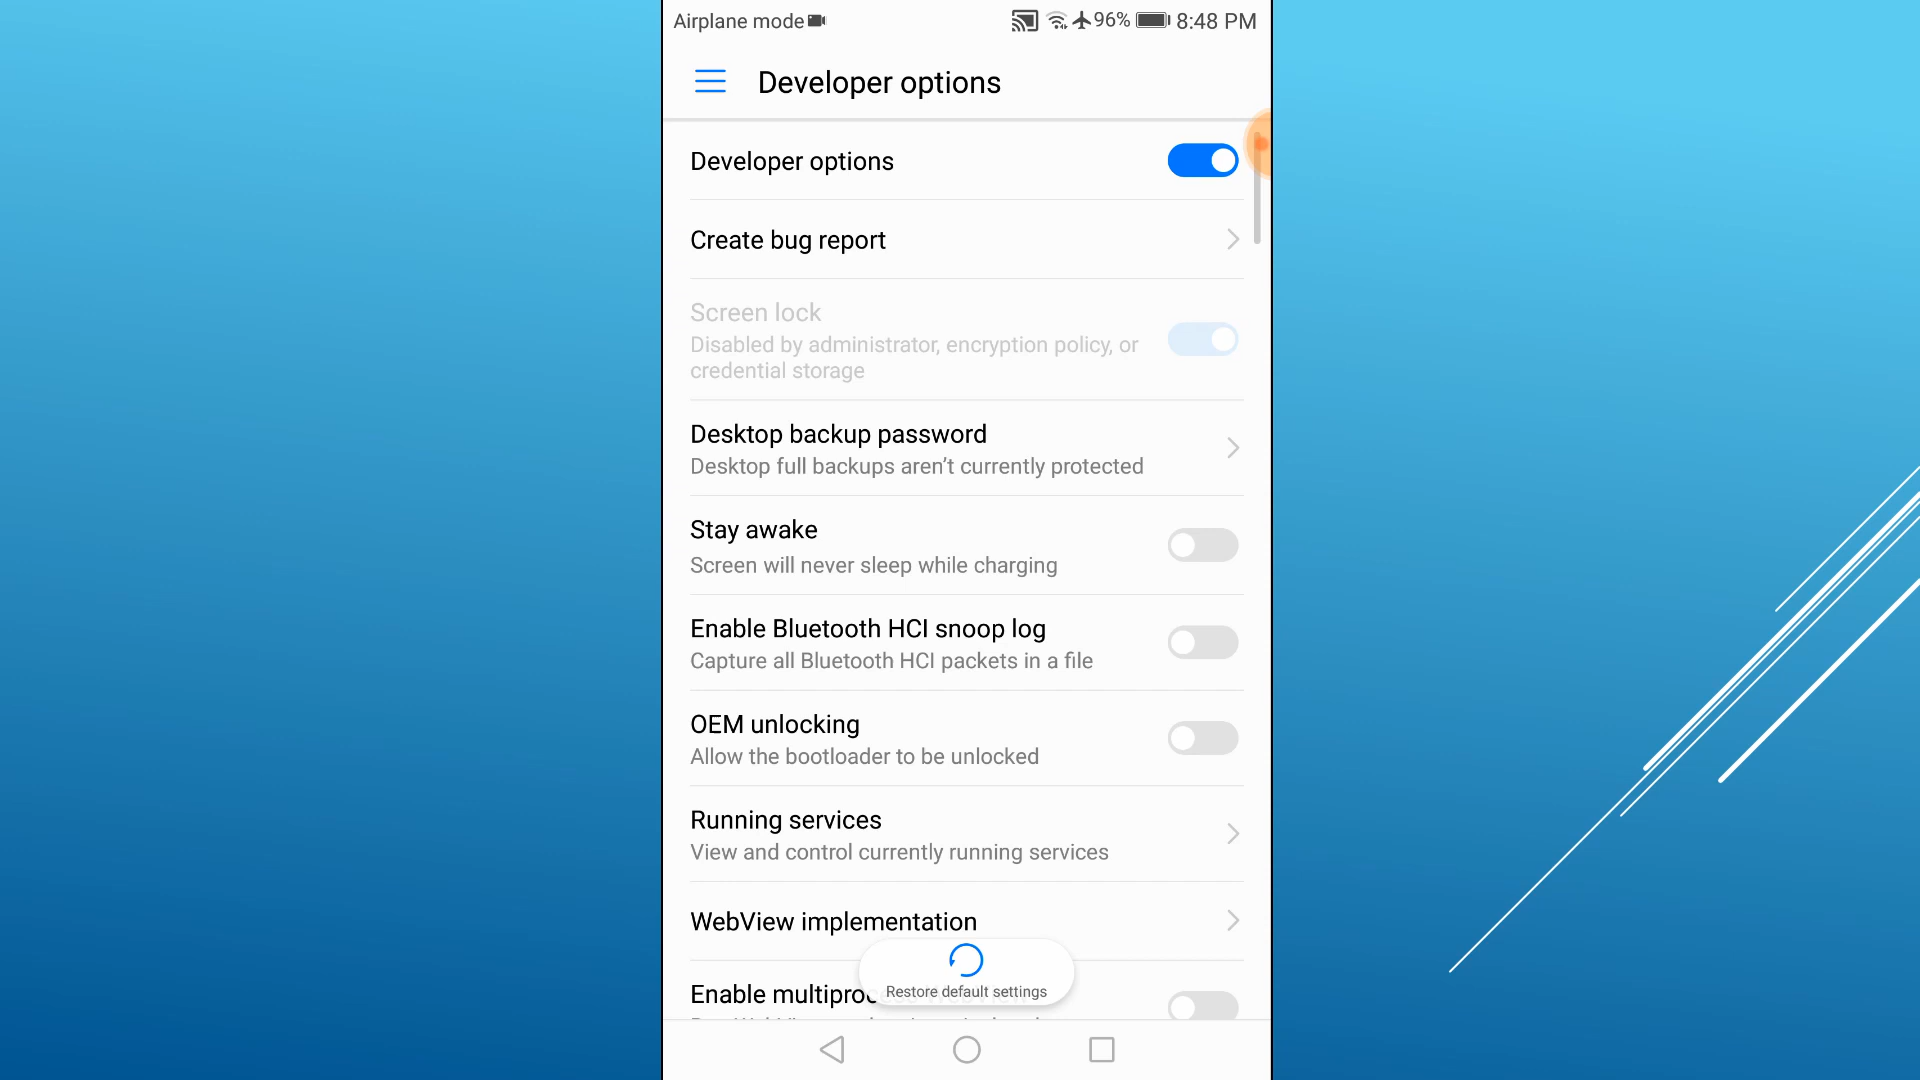 Airplane mode 96% 8:48 PM
Developer options
Developer options
Create bug report
Screen lock
Disabled by administrator, encryption policy, or
credential storage
Desktop backup password
Desktop full backups aren’t currently protected
Stay awake
Screen will never sleep while charging
Enable Bluetooth HCI snoop log
Capture all Bluetooth HCI packets in a file
OEM unlocking
Allow the bootloader to be unlocked
Running services
View and control currently running services
WebView implementation
Enable multiproc
Restore default settings